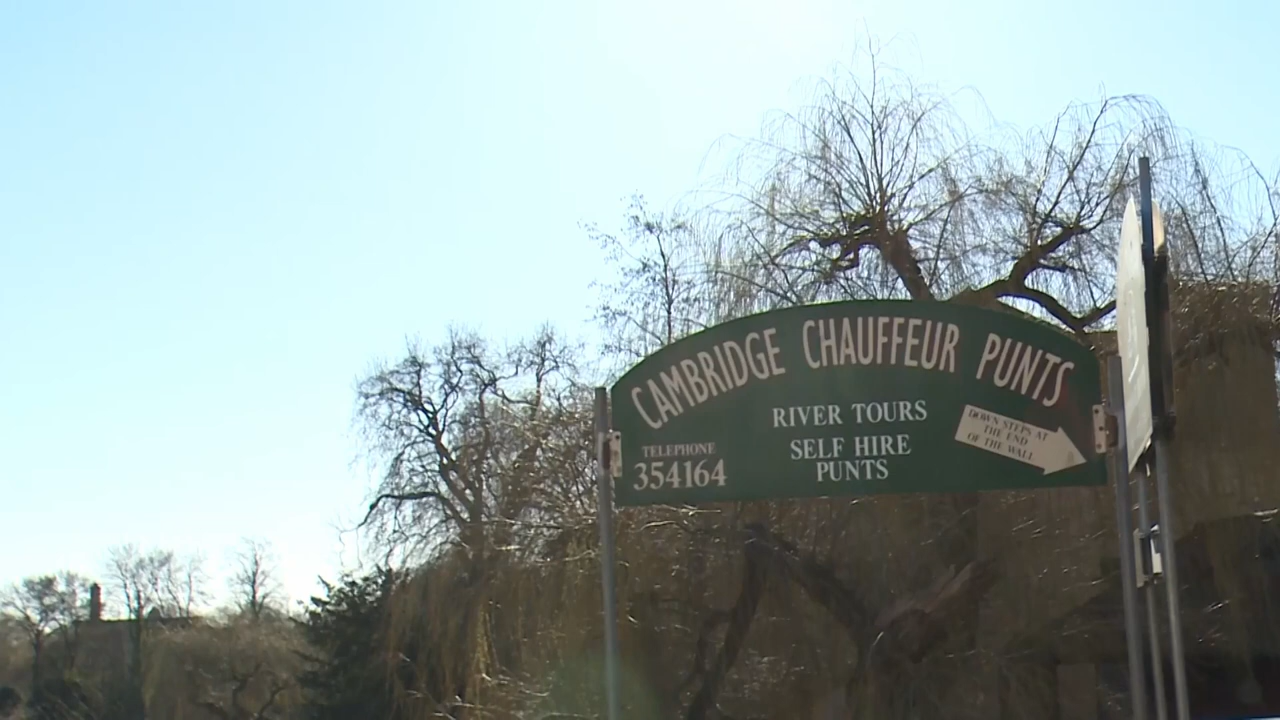 CAMBRIDGE CHAUFFEUR PUNTS
RIVER TOURS
SELF HIRE
PUNTS
TELEPHONE
354164
DOWN STEPS AT
THE END
OF THE WALL